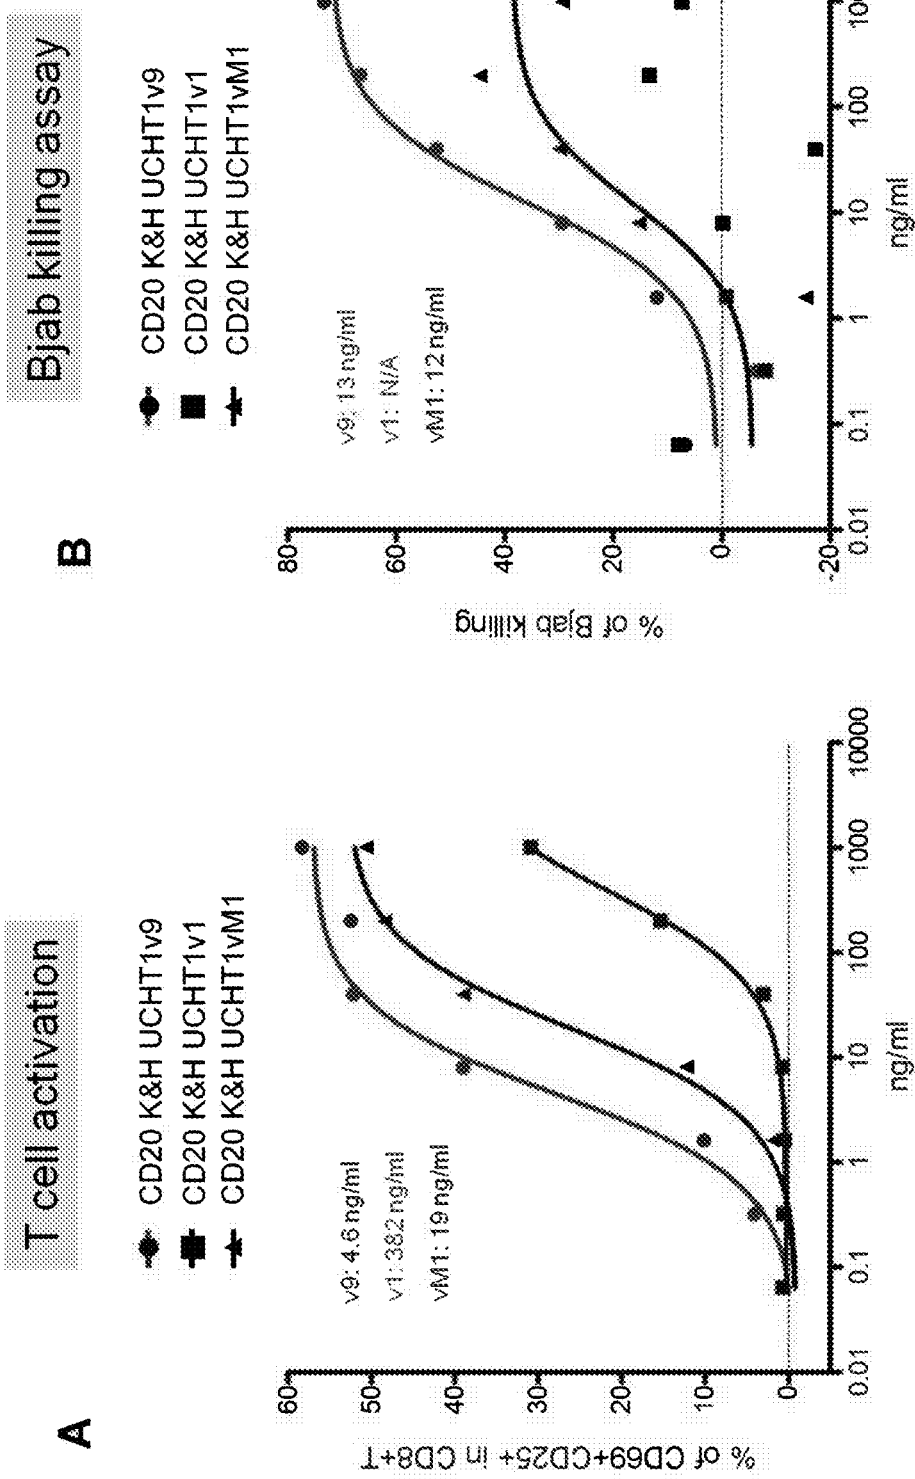 A
T cell activation
CD20 K&H UCHT1v9
CD20 K&H UCHT1v1
CD20 K&H UCHT1vM1
v9: 4.6 ng/ml
v1: 382 ng/ml
vM1: 19 ng/ml
% of CD69+CD25+ in CD8+T
60
50
40
30
20
10
0
0.01
0.1
1
10
100
1000
10000
ng/ml
B
Bjab killing assay
CD20 K&H UCHT1v9
CD20 K&H UCHT1v1
CD20 K&H UCHT1vM1
v9: 13 ng/ml
v1: N/A
vM1: 12 ng/ml
% of Bjab killing
80
60
40
20
0
-20
0.01
0.1
1
10
100
ng/ml